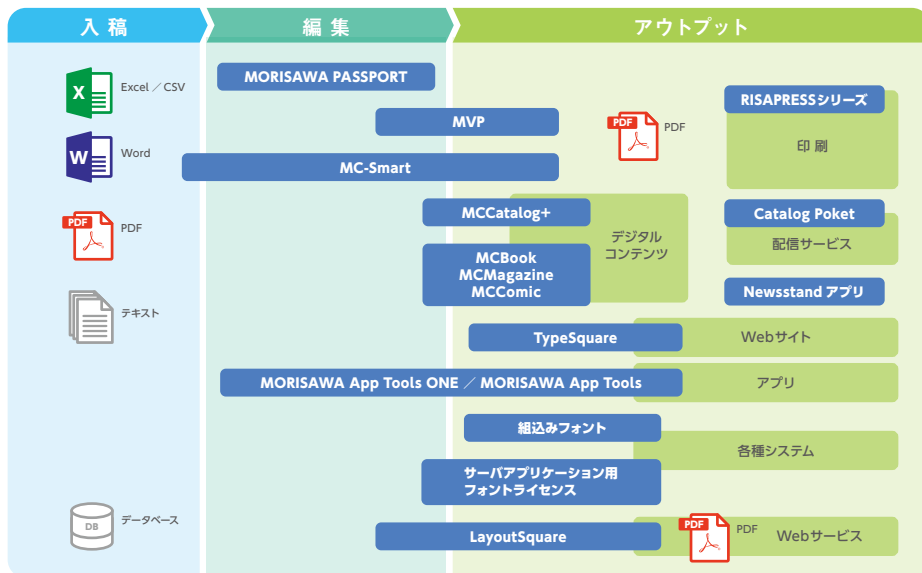 入稿
編集
アウトプット
X
Excel ／ CSV
W
Word
PDF
PDF
テキスト
DB
データベース
MORISAWA PASSPORT
MVP
MC-Smart
MCCatalog+
MCBook
MCMagazine
MCComic
デジタル
コンテンツ
TypeSquare
MORISAWA App Tools ONE ／ MORISAWA App Tools
組込みフォント
サーバアプリケーション用
フォントライセンス
LayoutSquare
PDF
PDF
RISAPRESSシリーズ
印刷
Catalog Poket
配信サービス
Newsstand アプリ
Webサイト
アプリ
各種システム
PDF
PDF
Webサービス